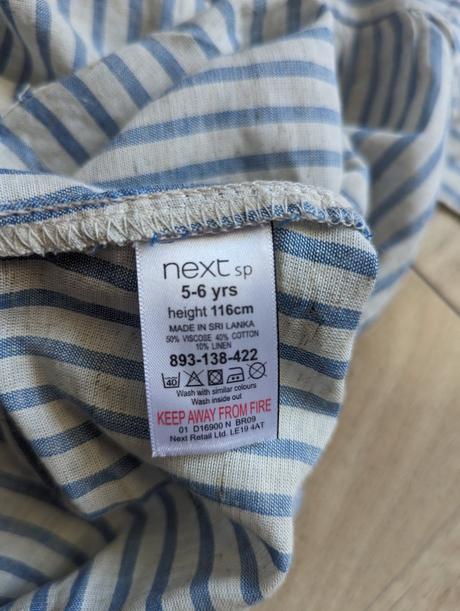 next sp
5-6 yrs
height 116cm
MADE IN SRI LANKA
50% VISCOSE 40% COTTON
10% LINEN
893-138-422
40
Wash with similar colours
Wash inside out
KEEP AWAY FROM FIRE
01 D16900 N BR09
Next Retail Ltd. LE19 4AT